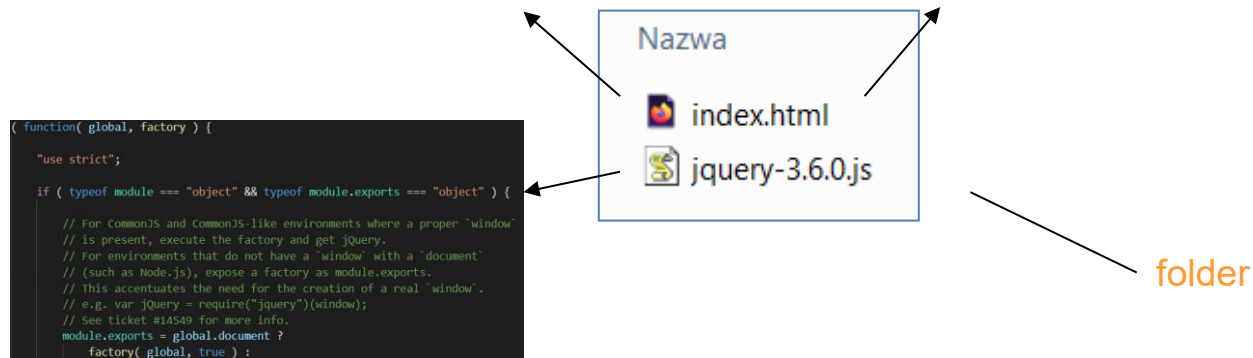 Nazwa
index.html
jquery-3.6.0.js
folder
( function( global, factory ) {
"use strict";
if ( typeof module === "object" && typeof module.exports === "object" ) {
// For CommonJS and CommonJS-like environments where a proper `window`
// is present, execute the factory and get jQuery.
// For environments that do not have a `window` with a `document`
// (such as Node.js), expose a factory as module.exports.
// This accentuates the need for the creation of a real `window`.
// e.g. var jQuery = require("jquery")(window);
// See ticket #14549 for more info.
module.exports = global.document ?
factory( global, true ) :